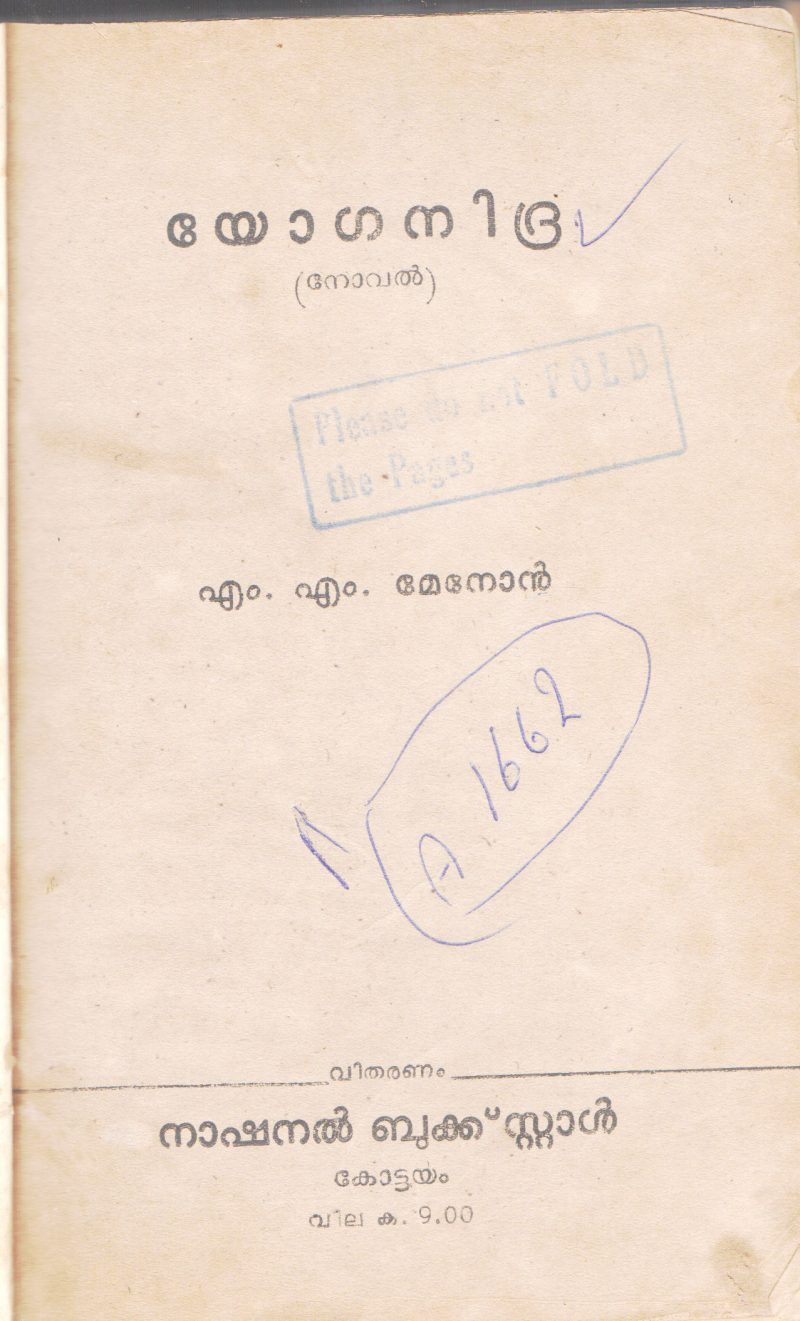 യോഗനിദ്ര
(നോവൽ)
Please do not FOLD
the Pages
എം. എം. മേനോൻ
A 1662
വിതരണം
നാഷനൽ ബുക്ക് സ്റ്റാൾ
കോട്ടയം
വില ക. 9.00